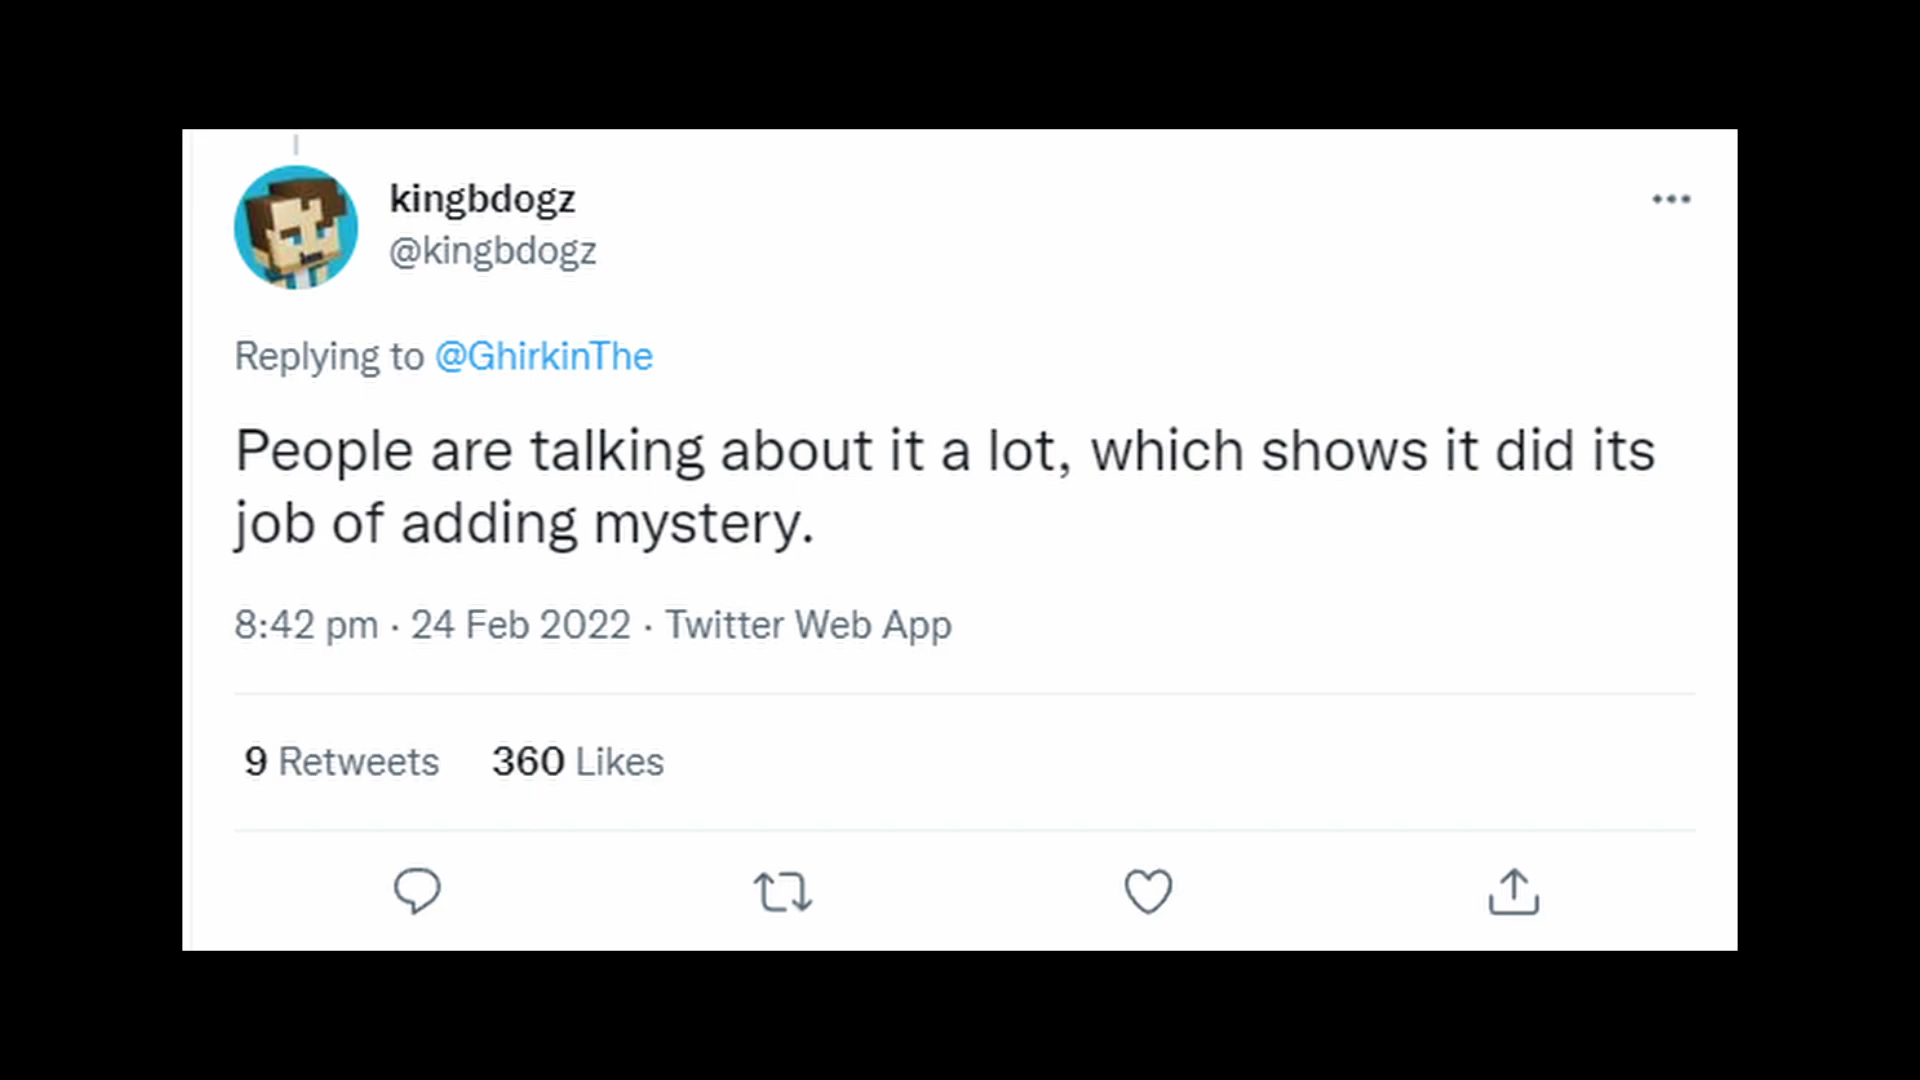 kingbdogz
@kingbdogz
Replying to @GhirkinThe
People are talking about it a lot, which shows it did its
job of adding mystery.
8:42 pm · 24 Feb 2022 · Twitter Web App
9 Retweets 360 Likes